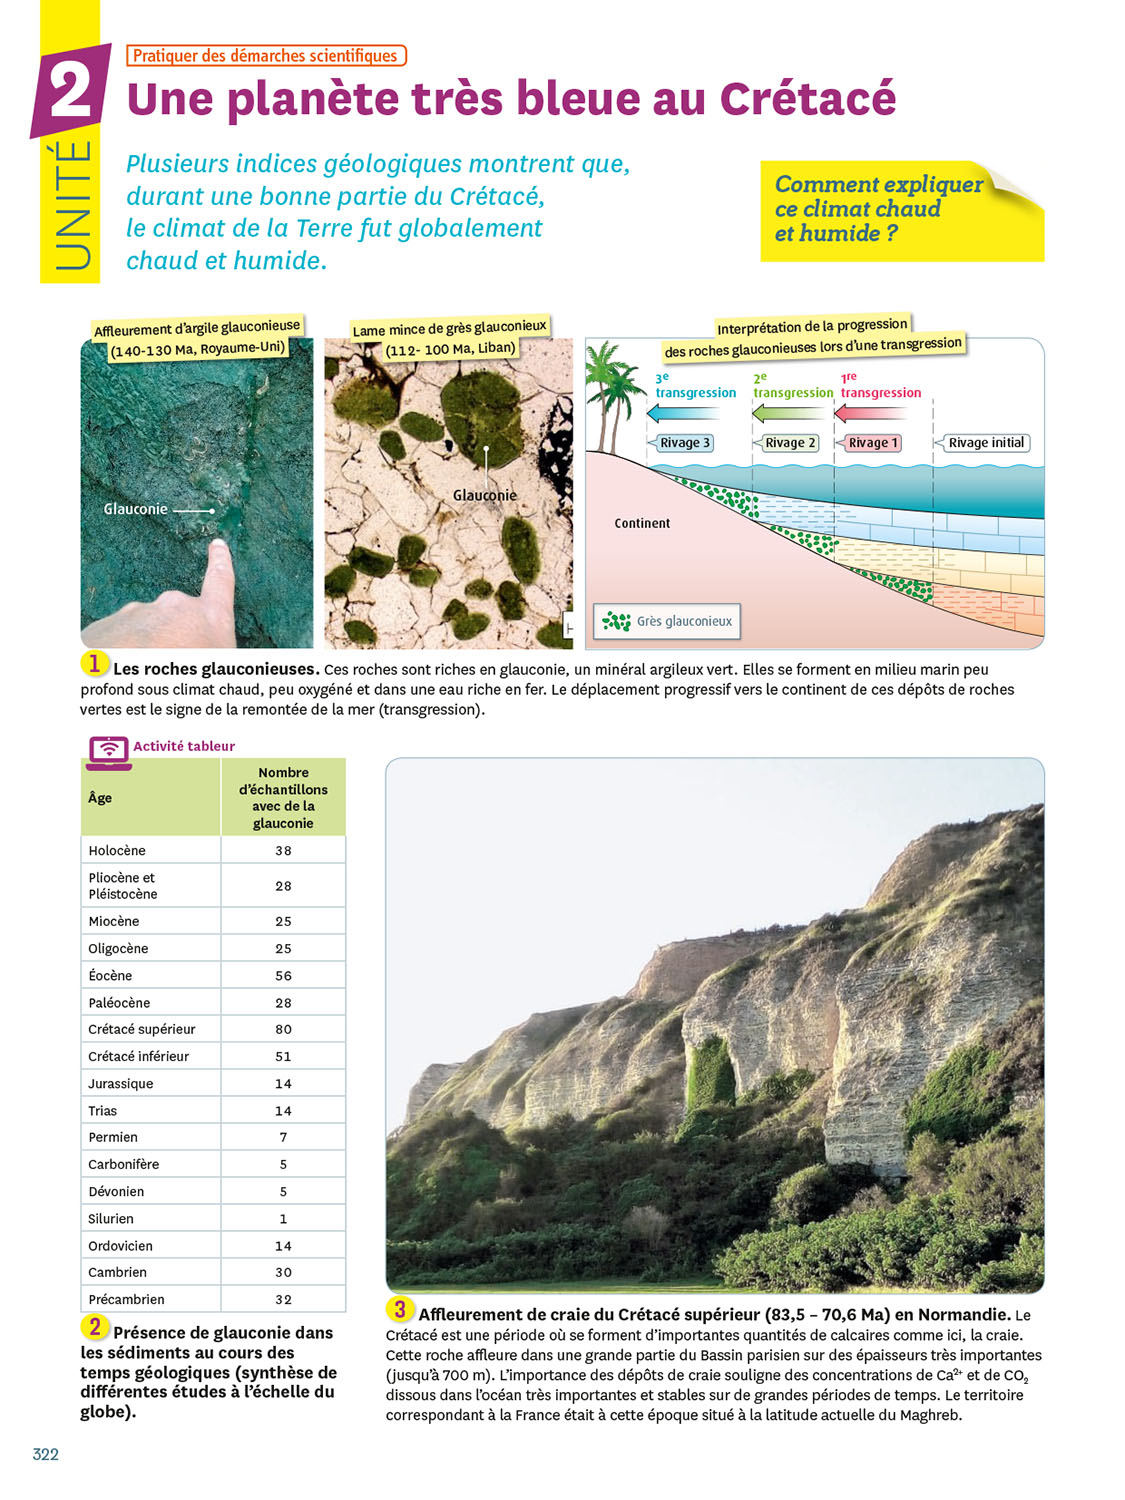 Pratiquer des démarches scientifiques
2
UNITÉ
Une planète très bleue au Crétacé
Plusieurs indices géologiques montrent que,
durant une bonne partie du Crétacé,
le climat de la Terre fut globalement
chaud et humide.
Comment expliquer
ce climat chaud
et humide ?
Affleurement d'argile glauconieuse
(140-130 Ma, Royaume-Uni)
Glauconie
Lame mince de grès glauconieux
(112- 100 Ma, Liban)
Glauconie
Interprétation de la progression
des roches glauconieuses lors d'une transgression
3e
transgression
2e
transgression
1re
transgression
Rivage 3
Rivage 2
Rivage 1
Rivage initial
Continent
Grès glauconieux
1 Les roches glauconieuses. Ces roches sont riches en glauconie, un minéral argileux vert. Elles se forment en milieu marin peu
profond sous climat chaud, peu oxygéné et dans une eau riche en fer. Le déplacement progressif vers le continent de ces dépôts de roches
vertes est le signe de la remontée de la mer (transgression).
Activité tableur
Âge
Nombre
d'échantillons
avec de la
glauconie
Holocène 38
Pliocène et
Pléistocène 28
Miocène 25
Oligocène 25
Éocène 56
Paléocène 28
Crétacé supérieur 80
Crétacé inférieur 51
Jurassique 14
Trias 14
Permien 7
Carbonifère 5
Dévonien 5
Silurien 1
Ordovicien 14
Cambrien 30
Précambrien 32
2 Présence de glauconie dans
les sédiments au cours des
temps géologiques (synthèse de
différentes études à l'échelle du
globe).
3 Affleurement de craie du Crétacé supérieur (83,5 – 70,6 Ma) en Normandie. Le
Crétacé est une période où se forment d'importantes quantités de calcaires comme ici, la craie.
Cette roche affleure dans une grande partie du Bassin parisien sur des épaisseurs très importantes
(jusqu'à 700 m). L'importance des dépôts de craie souligne des concentrations de Ca²⁺ et de CO₂
dissous dans l'océan très importantes et stables sur de grandes périodes de temps. Le territoire
correspondant à la France était à cette époque situé à la latitude actuelle du Maghreb.
322